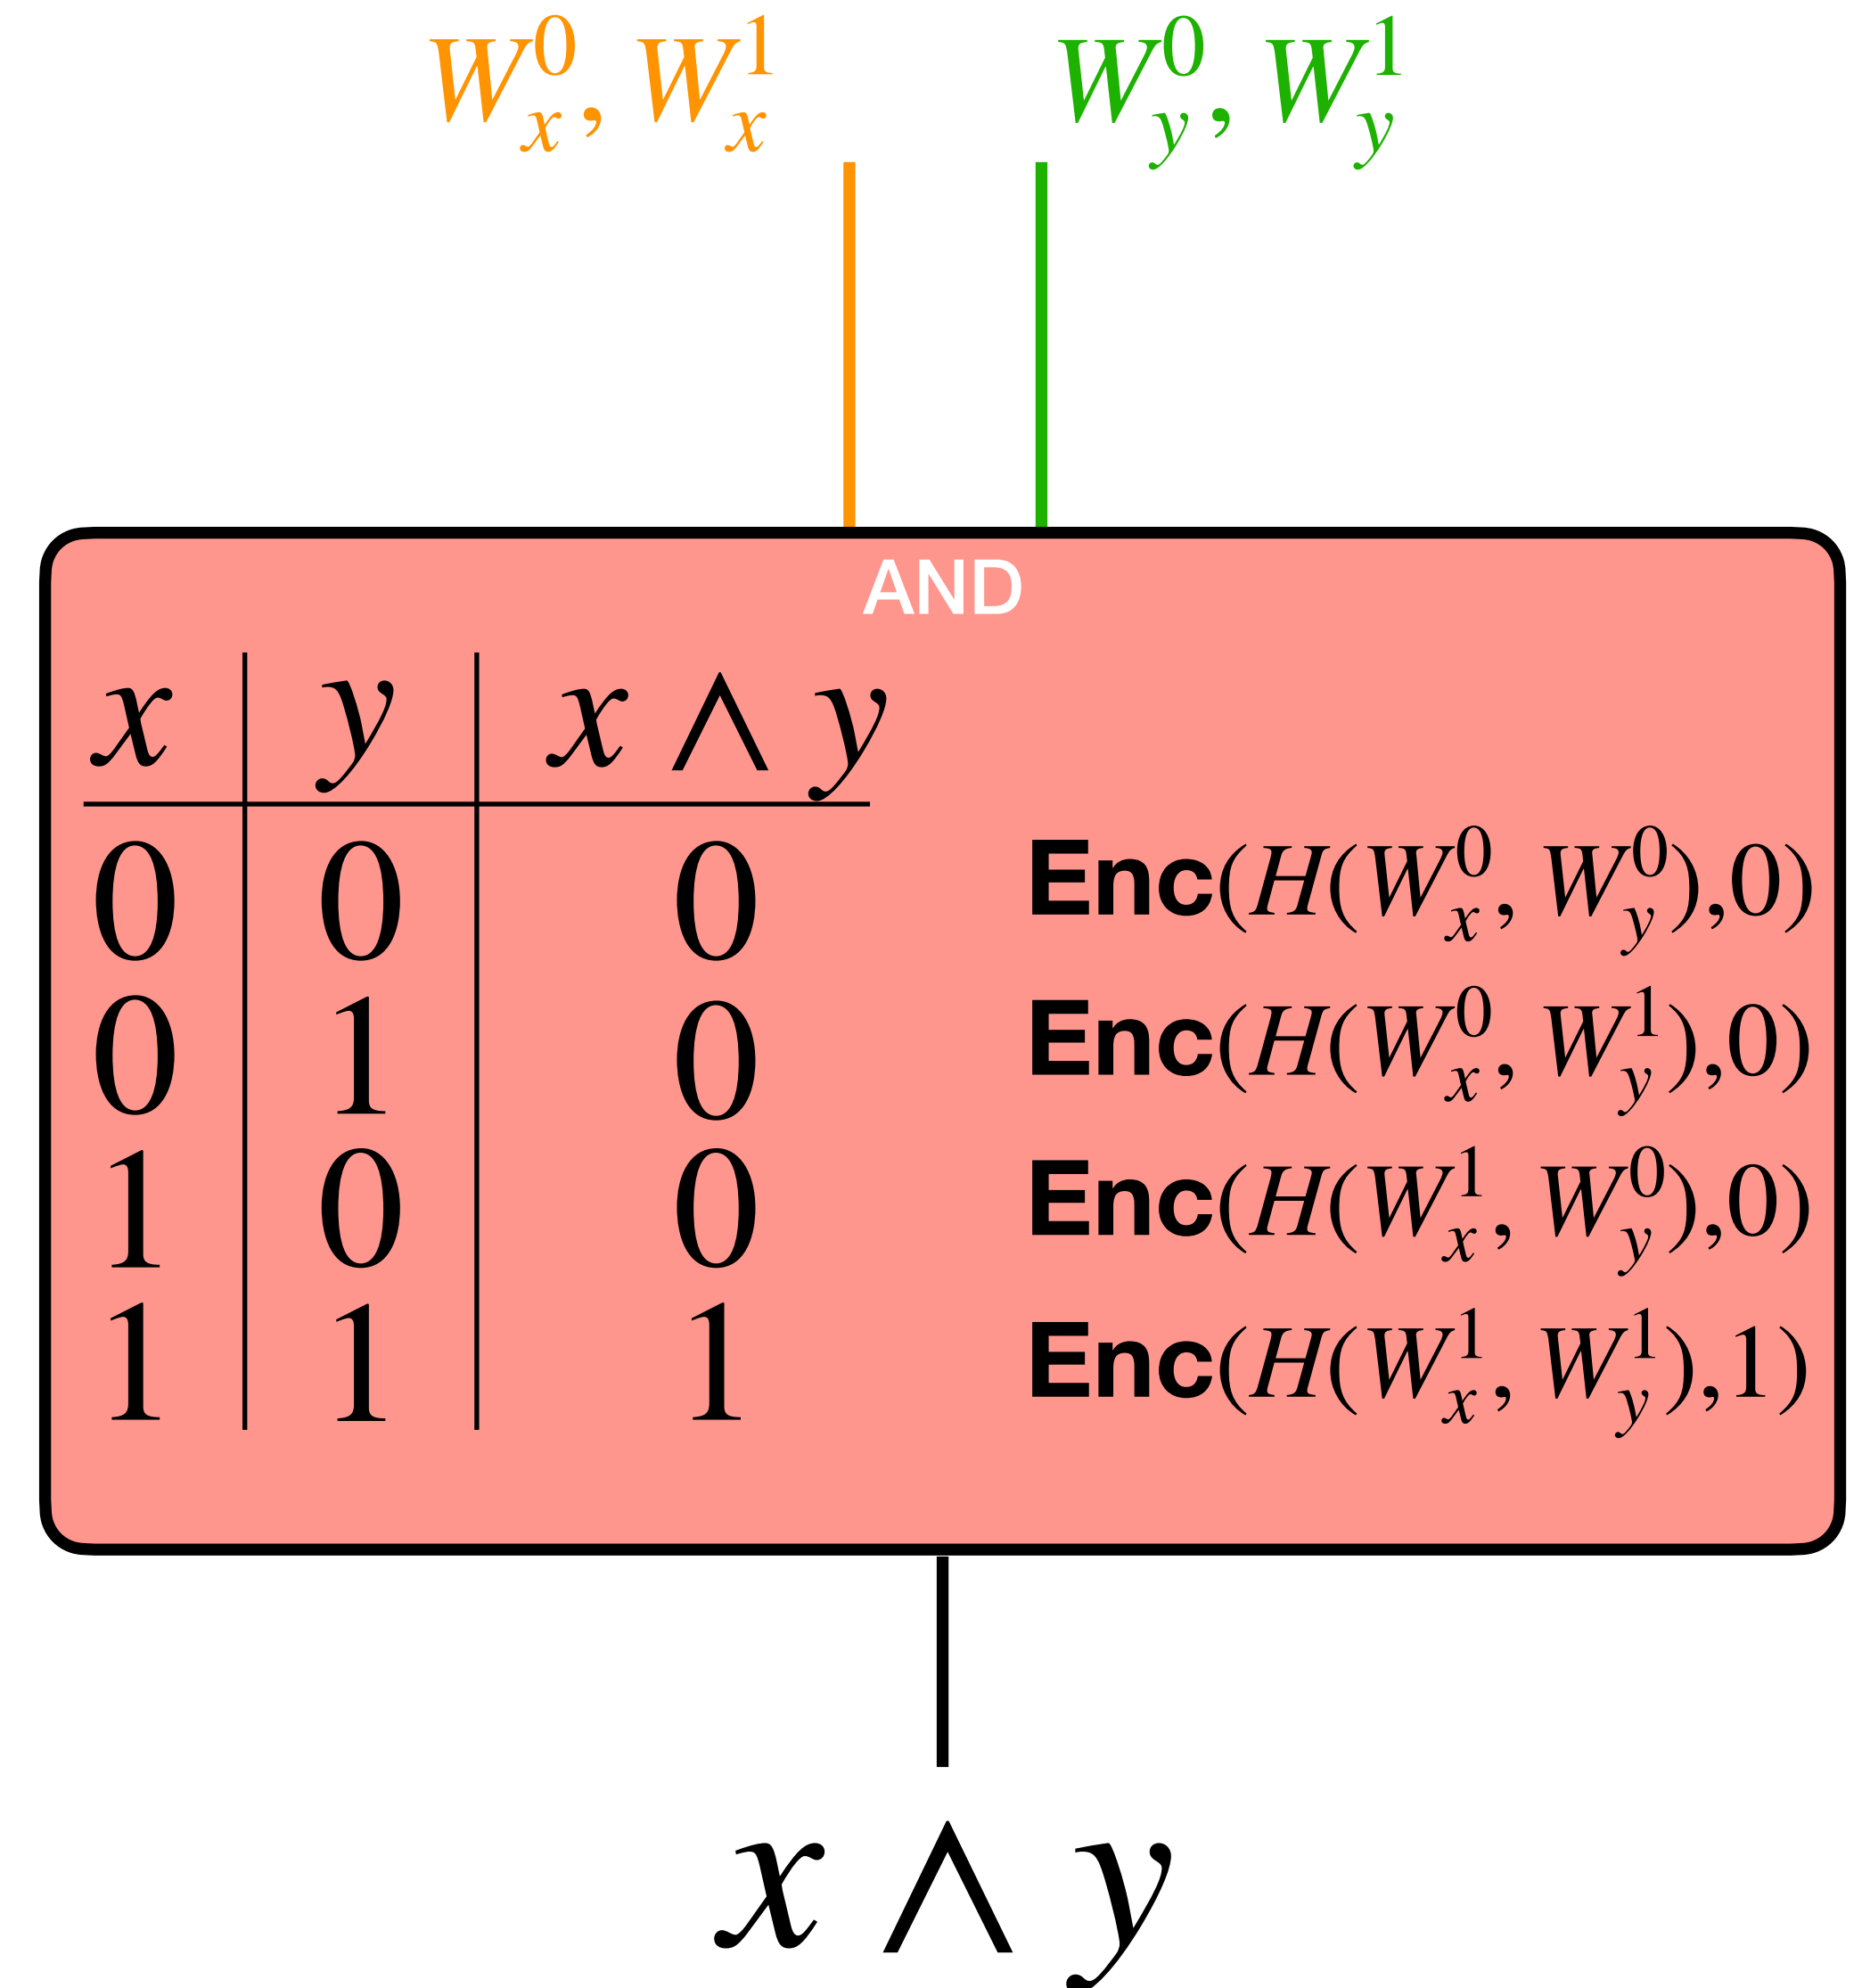 W_x^0, W_x^1 W_y^0, W_y^1
AND
x y x ∧ y
0 0 0 Enc(H(W_x^0, W_y^0),0)
0 1 0 Enc(H(W_x^0, W_y^1),0)
1 0 0 Enc(H(W_x^1, W_y^0),0)
1 1 1 Enc(H(W_x^1, W_y^1),1)
x ∧ y